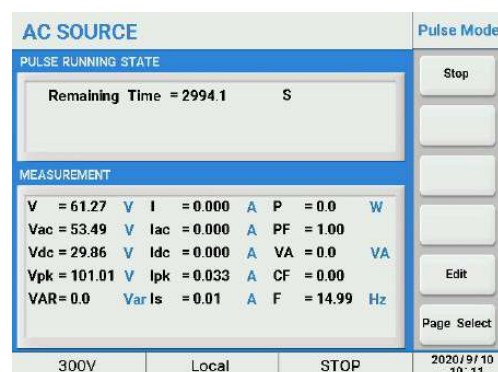 AC SOURCE
Pulse Mode
PULSE RUNNING STATE
Remaining Time = 2994.1 S
Stop
MEASUREMENT
V = 61.27 V I = 0.000 A P = 0.0 W
Vac = 53.49 V Iac = 0.000 A PF = 1.00
Vdc = 29.86 V Idc = 0.000 A VA = 0.0 VA
Vpk = 101.01 V Ipk = 0.033 A CF = 0.00
VAR= 0.0 Var Is = 0.01 A F = 14.99 Hz
Edit
Page Select
300V Local STOP 2020/9/10